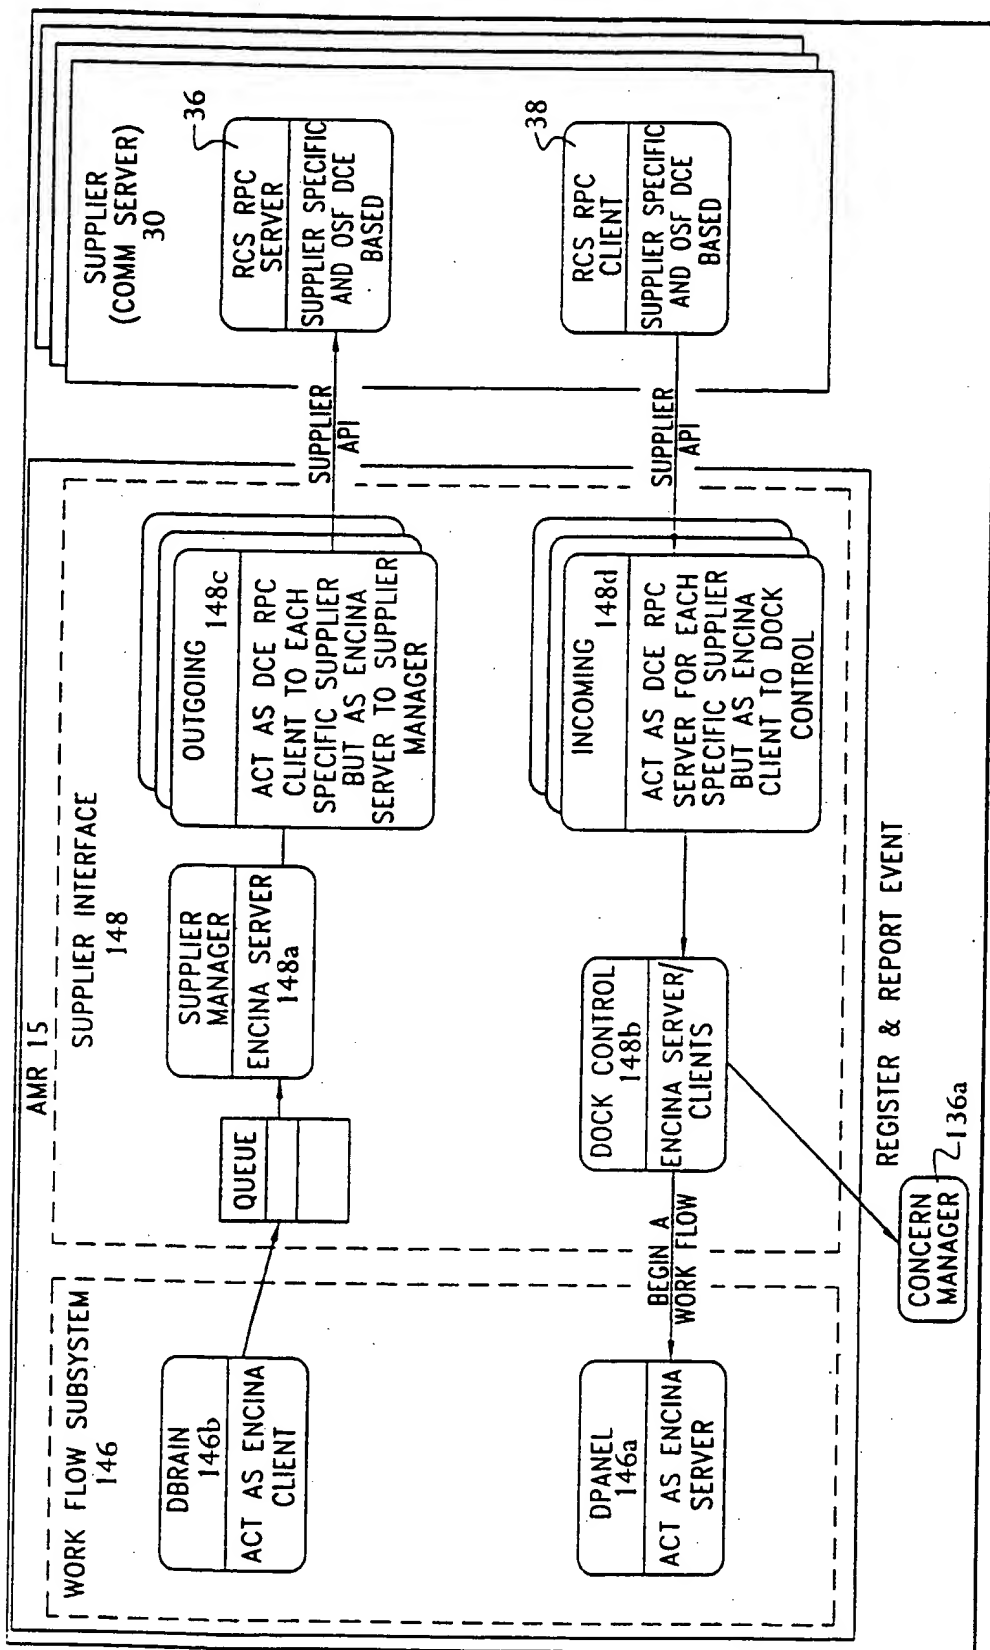 AMR 15
WORK FLOW SUBSYSTEM
146
DBRAIN
146b
ACT AS ENCINA
CLIENT
DPANEL
146a
ACT AS ENCINA
SERVER
SUPPLIER INTERFACE
148
QUEUE
SUPPLIER
MANAGER
ENCINA SERVER
148a
OUTGOING
148c
ACT AS DCE RPC
CLIENT TO EACH
SPECIFIC SUPPLIER
BUT AS ENCINA
SERVER TO SUPPLIER
MANAGER
SUPPLIER
API
BEGIN A
WORK FLOW
DOCK CONTROL
148b
ENCINA SERVER/
CLIENTS
INCOMING
148d
ACT AS DCE RPC
SERVER FOR EACH
SPECIFIC SUPPLIER
BUT AS ENCINA
CLIENT TO DOCK
CONTROL
SUPPLIER
API
SUPPLIER
(COMM SERVER)
30
36
RCS RPC
SERVER
SUPPLIER SPECIFIC
AND OSF DCE
BASED
38
RCS RPC
CLIENT
SUPPLIER SPECIFIC
AND OSF DCE
BASED
REGISTER & REPORT EVENT
CONCERN
MANAGER
136a